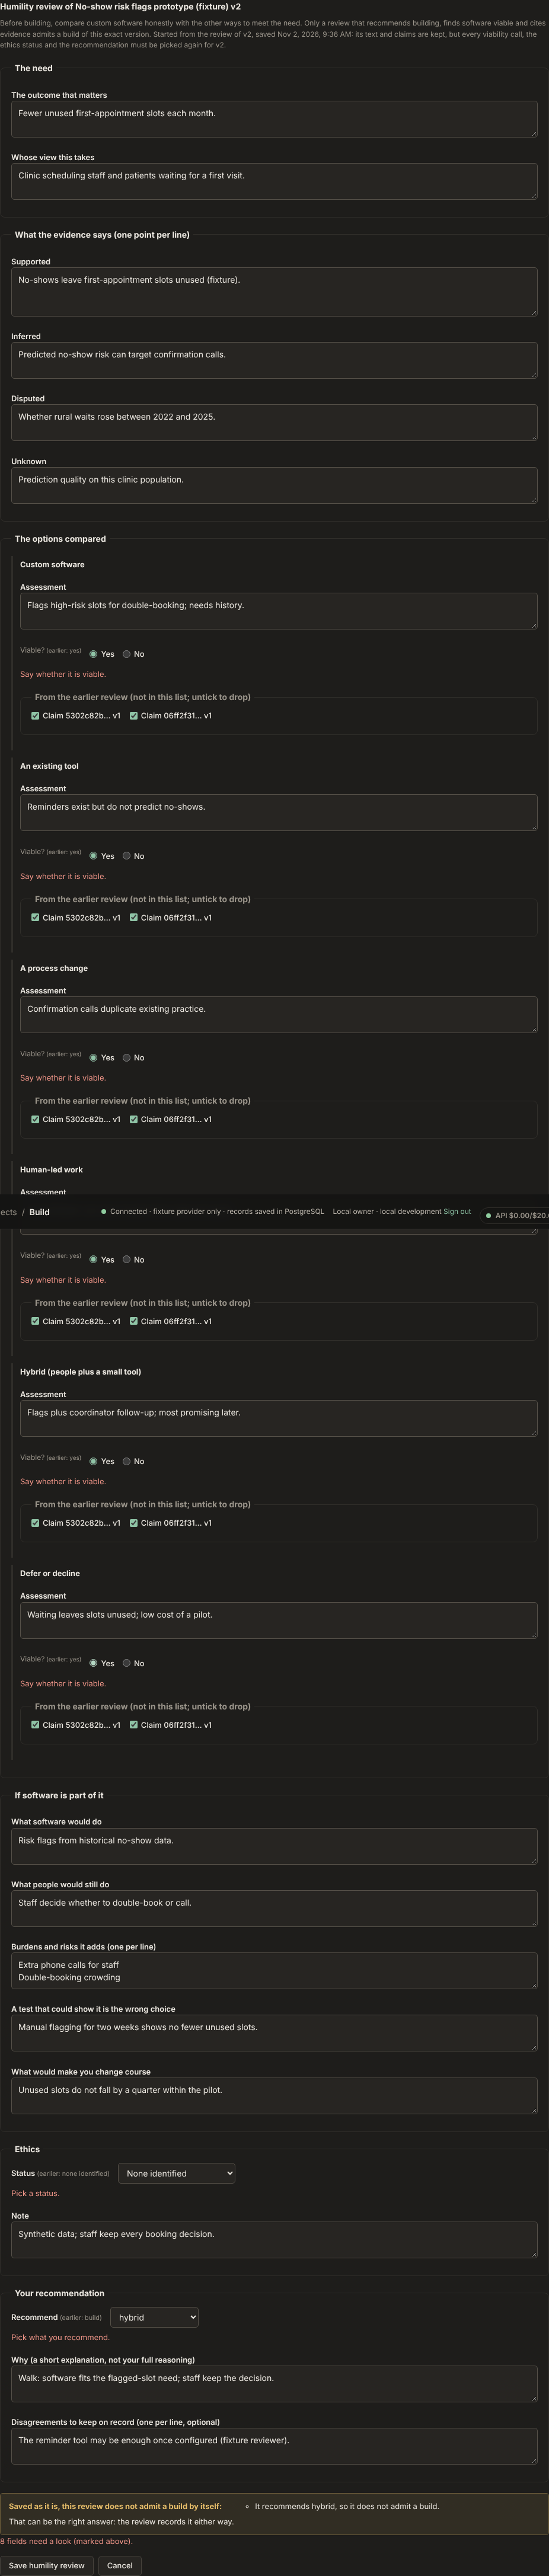 Humility review of No-show risk flags prototype (fixture) v2
Before building, compare custom software honestly with the other ways to meet the need. Only a review that recommends building, finds software viable and cites
evidence admits a build of this exact version. Started from the review of v2, saved Nov 2, 2026, 9:36 AM: its text and claims are kept, but every viability call, the
ethics status and the recommendation must be picked again for v2.
The need
The outcome that matters
Fewer unused first-appointment slots each month.
Whose view this takes
Clinic scheduling staff and patients waiting for a first visit.
What the evidence says (one point per line)
Supported
No-shows leave first-appointment slots unused (fixture).
Inferred
Predicted no-show risk can target confirmation calls.
Disputed
Whether rural waits rose between 2022 and 2025.
Unknown
Prediction quality on this clinic population.
The options compared
Custom software
Assessment
Flags high-risk slots for double-booking; needs history.
Viable? (earlier: yes) Yes No
Say whether it is viable.
From the earlier review (not in this list; untick to drop)
Claim 5302c82b... v1 Claim 06ff2f31... v1
An existing tool
Assessment
Reminders exist but do not predict no-shows.
Viable? (earlier: yes) Yes No
Say whether it is viable.
From the earlier review (not in this list; untick to drop)
Claim 5302c82b... v1 Claim 06ff2f31... v1
A process change
Assessment
Confirmation calls duplicate existing practice.
Viable? (earlier: yes) Yes No
Say whether it is viable.
From the earlier review (not in this list; untick to drop)
Claim 5302c82b... v1 Claim 06ff2f31... v1
Human-led work
Assessment
ects / Build Connected · fixture provider only · records saved in PostgreSQL Local owner · local development Sign out API $0.00/$20.
Viable? (earlier: yes) Yes No
Say whether it is viable.
From the earlier review (not in this list; untick to drop)
Claim 5302c82b... v1 Claim 06ff2f31... v1
Hybrid (people plus a small tool)
Assessment
Flags plus coordinator follow-up; most promising later.
Viable? (earlier: yes) Yes No
Say whether it is viable.
From the earlier review (not in this list; untick to drop)
Claim 5302c82b... v1 Claim 06ff2f31... v1
Defer or decline
Assessment
Waiting leaves slots unused; low cost of a pilot.
Viable? (earlier: yes) Yes No
Say whether it is viable.
From the earlier review (not in this list; untick to drop)
Claim 5302c82b... v1 Claim 06ff2f31... v1
If software is part of it
What software would do
Risk flags from historical no-show data.
What people would still do
Staff decide whether to double-book or call.
Burdens and risks it adds (one per line)
Extra phone calls for staff
Double-booking crowding
A test that could show it is the wrong choice
Manual flagging for two weeks shows no fewer unused slots.
What would make you change course
Unused slots do not fall by a quarter within the pilot.
Ethics
Status (earlier: none identified) None identified
Pick a status.
Note
Synthetic data; staff keep every booking decision.
Your recommendation
Recommend (earlier: build) hybrid
Pick what you recommend.
Why (a short explanation, not your full reasoning)
Walk: software fits the flagged-slot need; staff keep the decision.
Disagreements to keep on record (one per line, optional)
The reminder tool may be enough once configured (fixture reviewer).
Saved as it is, this review does not admit a build by itself: It recommends hybrid, so it does not admit a build.
That can be the right answer: the review records it either way.
8 fields need a look (marked above).
Save humility review Cancel